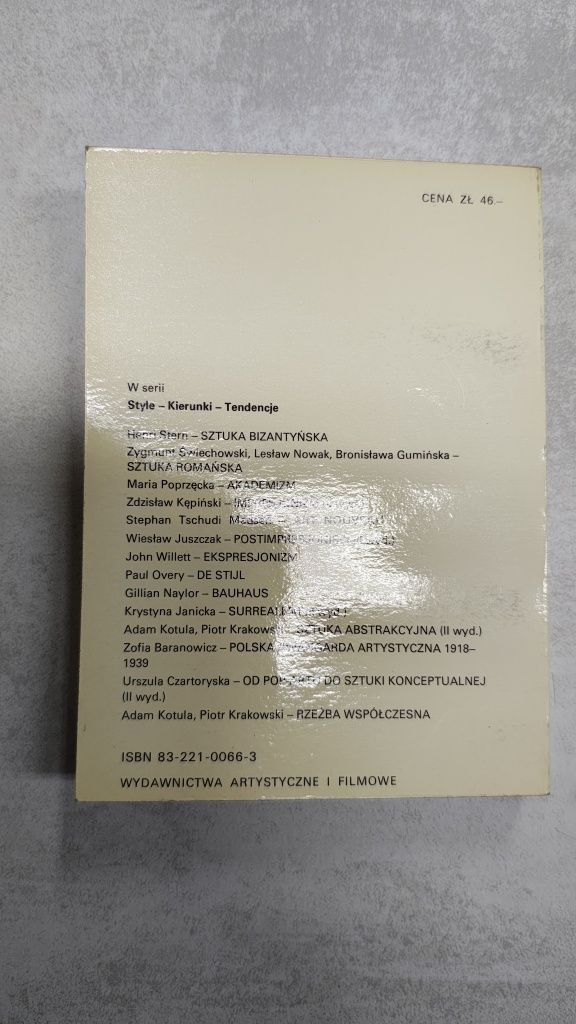 CENA ZŁ 46.–
W serii
Style – Kierunki – Tendencje
Henri Stern – SZTUKA BIZANTYŃSKA
Zygmunt Świechowski, Lesław Nowak, Bronisława Gumińska –
SZTUKA ROMAŃSKA
Maria Poprzęcka – AKADEMIZM
Zdzisław Kępiński –
Stephan Tschudi Madsen – ART NOUVEAU
Wiesław Juszczak – POSTIMPRESJONIŚCI
John Willett – EKSPRESJONIZM
Paul Overy – DE STIJL
Gillian Naylor – BAUHAUS
Krystyna Janicka – SURREALIZM
Adam Kotula, Piotr Krakowski – SZTUKA ABSTRAKCYJNA (II wyd.)
Zofia Baranowicz – POLSKA AWANGARDA ARTYSTYCZNA 1918–
1939
Urszula Czartoryska – OD POP-ARTU DO SZTUKI KONCEPTUALNEJ
(II wyd.)
Adam Kotula, Piotr Krakowski – RZEŹBA WSPÓŁCZESNA
ISBN 83-221-0066-3
WYDAWNICTWA ARTYSTYCZNE I FILMOWE